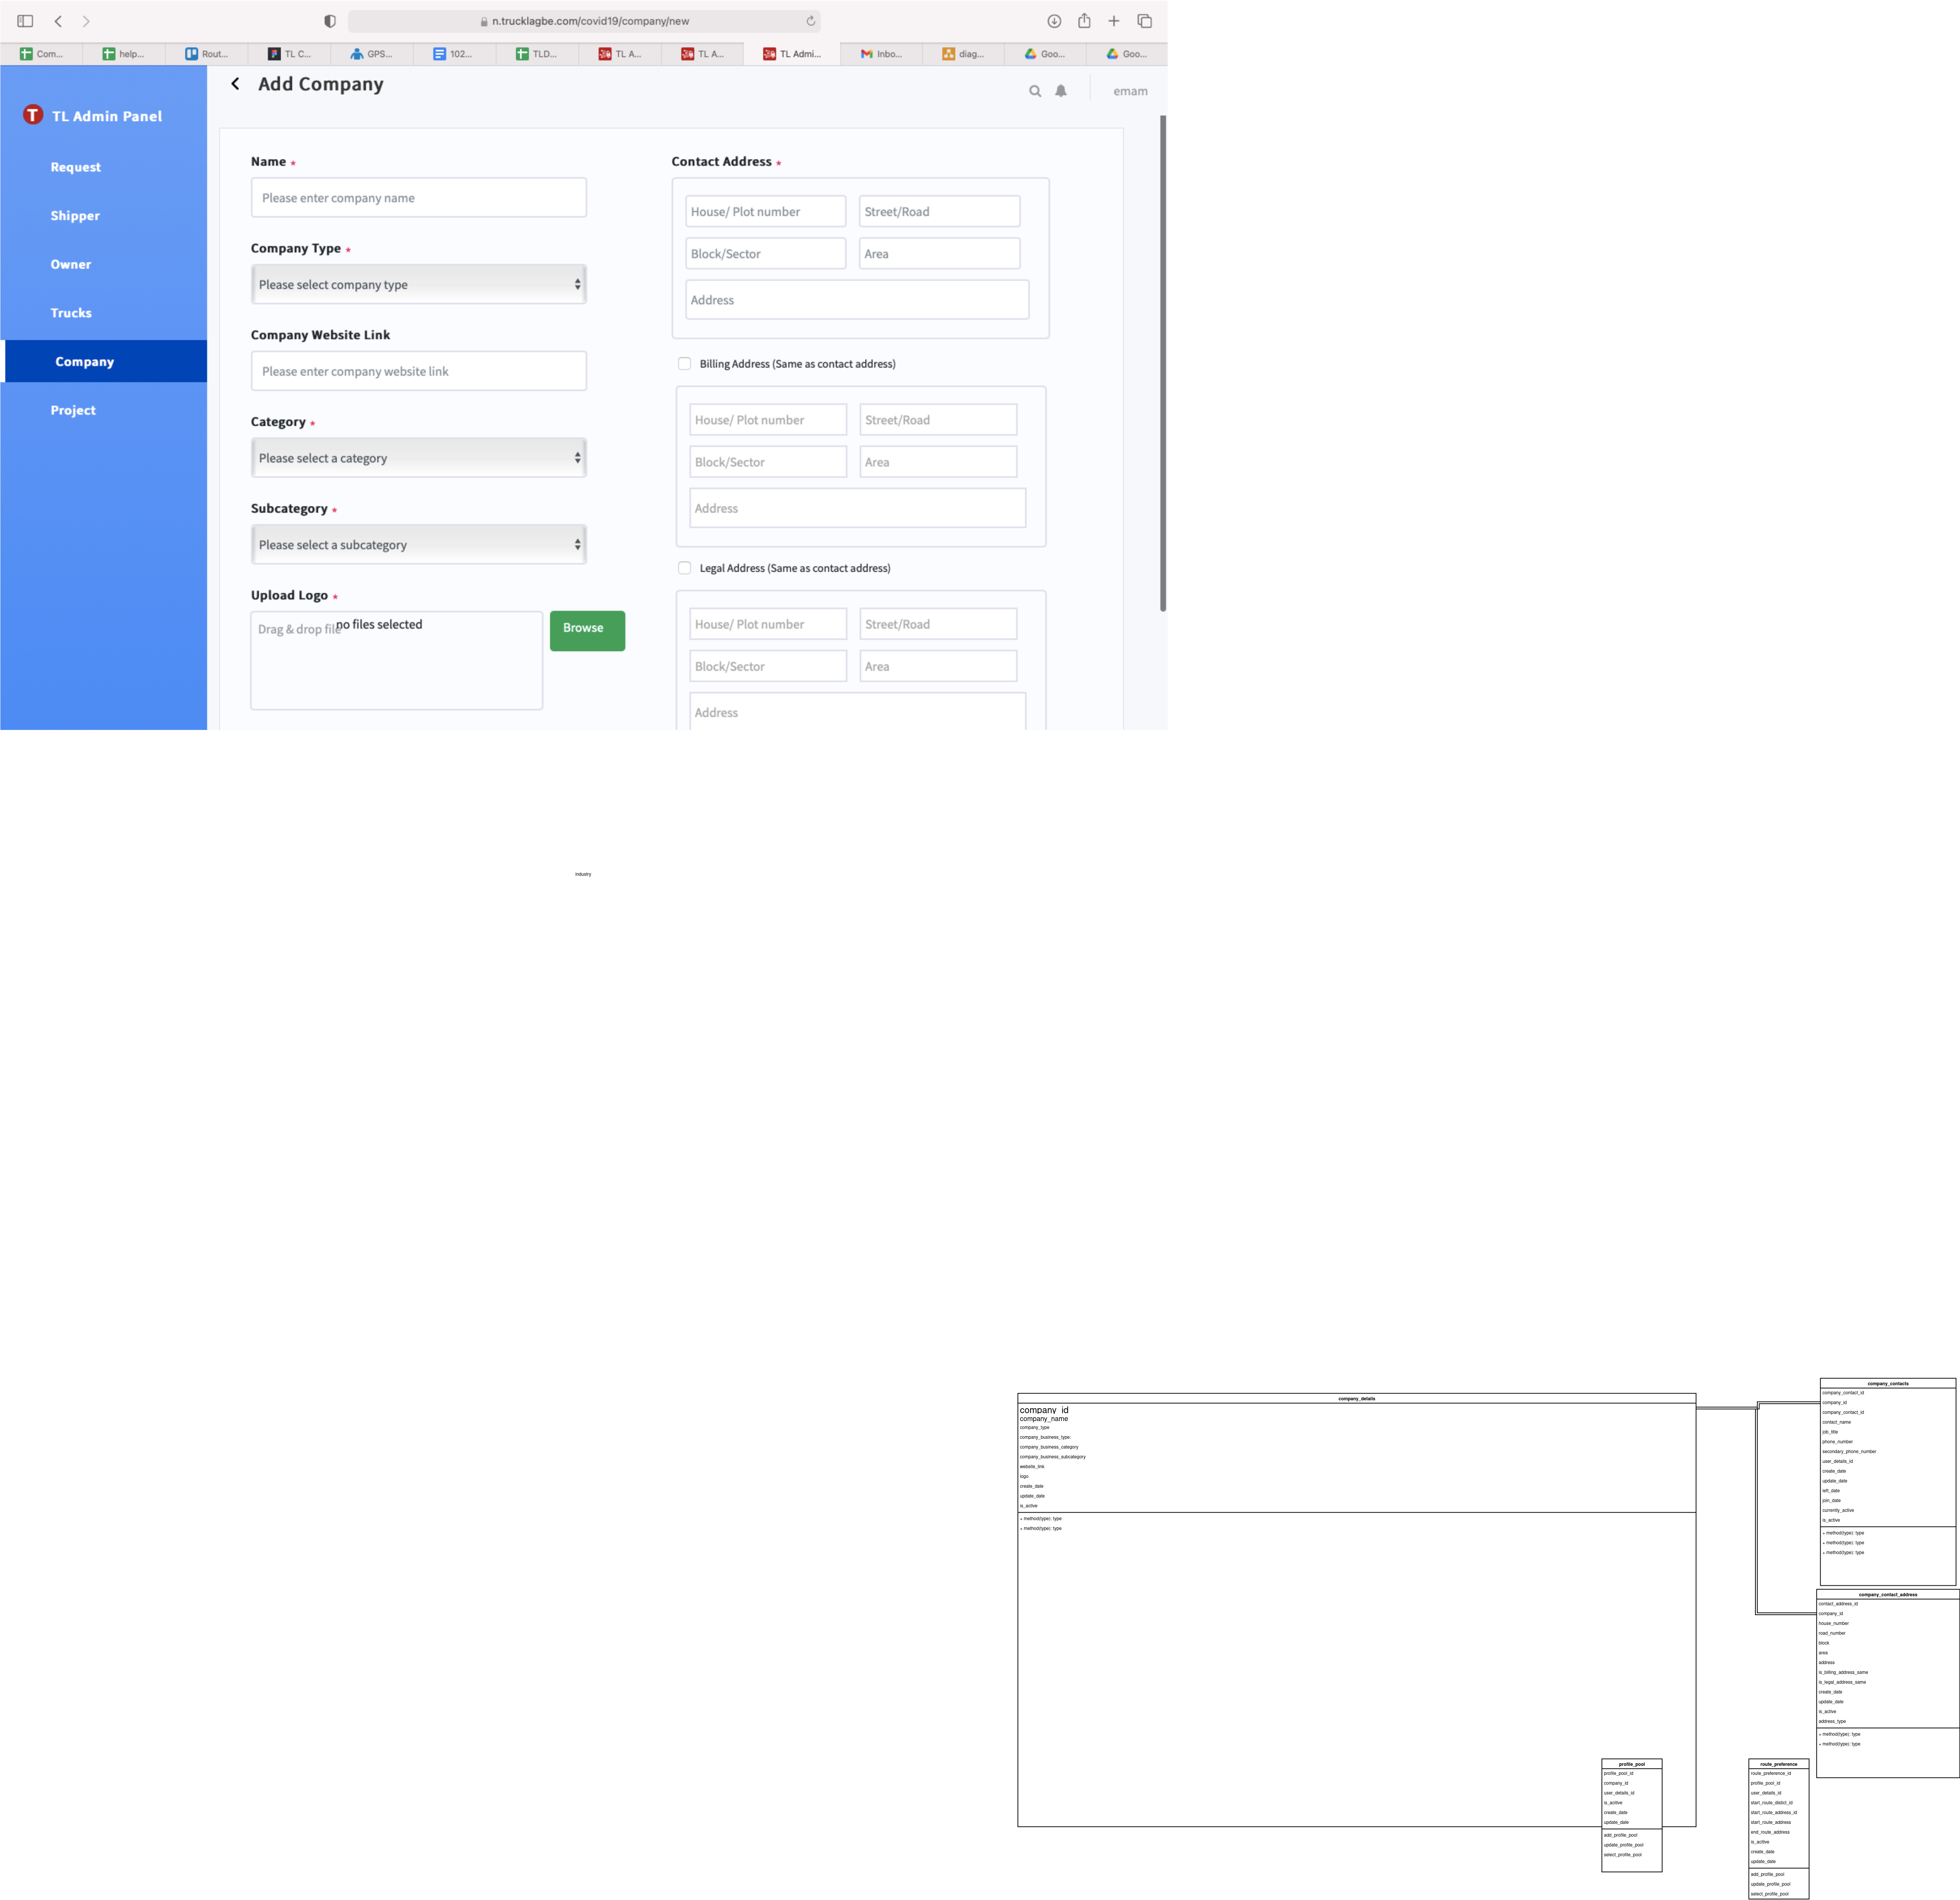 n.trucklagbe.com/covid19/company/new
Com... help... Rout... TL C... GPS... 102... TLD... TL A... TL A... TL Admi... Inbo... diag... Goo... Goo...
Add Company
emam
T TL Admin Panel
Request
Shipper
Owner
Trucks
Company
Project
Name *
Please enter company name
Company Type *
Please select company type
Company Website Link
Please enter company website link
Category *
Please select a category
Subcategory *
Please select a subcategory
Upload Logo *
Drag & drop file
no files selected
Browse
Contact Address *
House/ Plot number Street/Road
Block/Sector Area
Address
Billing Address (Same as contact address)
House/ Plot number Street/Road
Block/Sector Area
Address
Legal Address (Same as contact address)
House/ Plot number Street/Road
Block/Sector Area
Address
industry
company_details
company_id
company_name
company_type
company_business_type:
company_business_category
company_business_subcategory
website_link
logo
create_date
update_date
is_active
+ method(type): type
+ method(type): type
company_contacts
company_contact_id
company_id
company_contact_id
contact_name
job_title
phone_number
secondary_phone_number
user_details_id
create_date
update_date
left_date
join_date
currently_active
is_active
+ method(type): type
+ method(type): type
+ method(type): type
company_contact_address
contact_address_id
company_id
house_number
road_number
block
area
address
is_billing_address_same
is_legal_address_same
create_date
update_date
is_active
address_type
+ method(type): type
+ method(type): type
profile_pool
profile_pool_id
company_id
user_details_id
is_acitive
create_date
update_date
add_profile_pool
update_profile_pool
select_profile_pool
route_preference
route_preference_id
profile_pool_id
user_details_id
start_route_distict_id
start_route_address_id
start_route_address
end_route_address
is_acitive
create_date
update_date
add_profile_pool
update_profile_pool
select_profile_pool